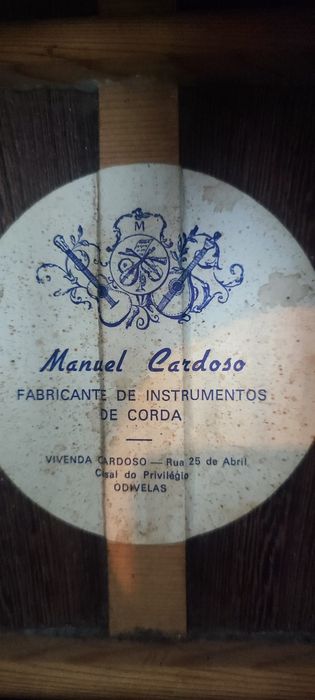 M
Manuel Cardoso
FABRICANTE DE INSTRUMENTOS
DE CORDA
VIVENDA CARDOSO — Rua 25 de Abril
Casal do Privilégio
ODIVELAS